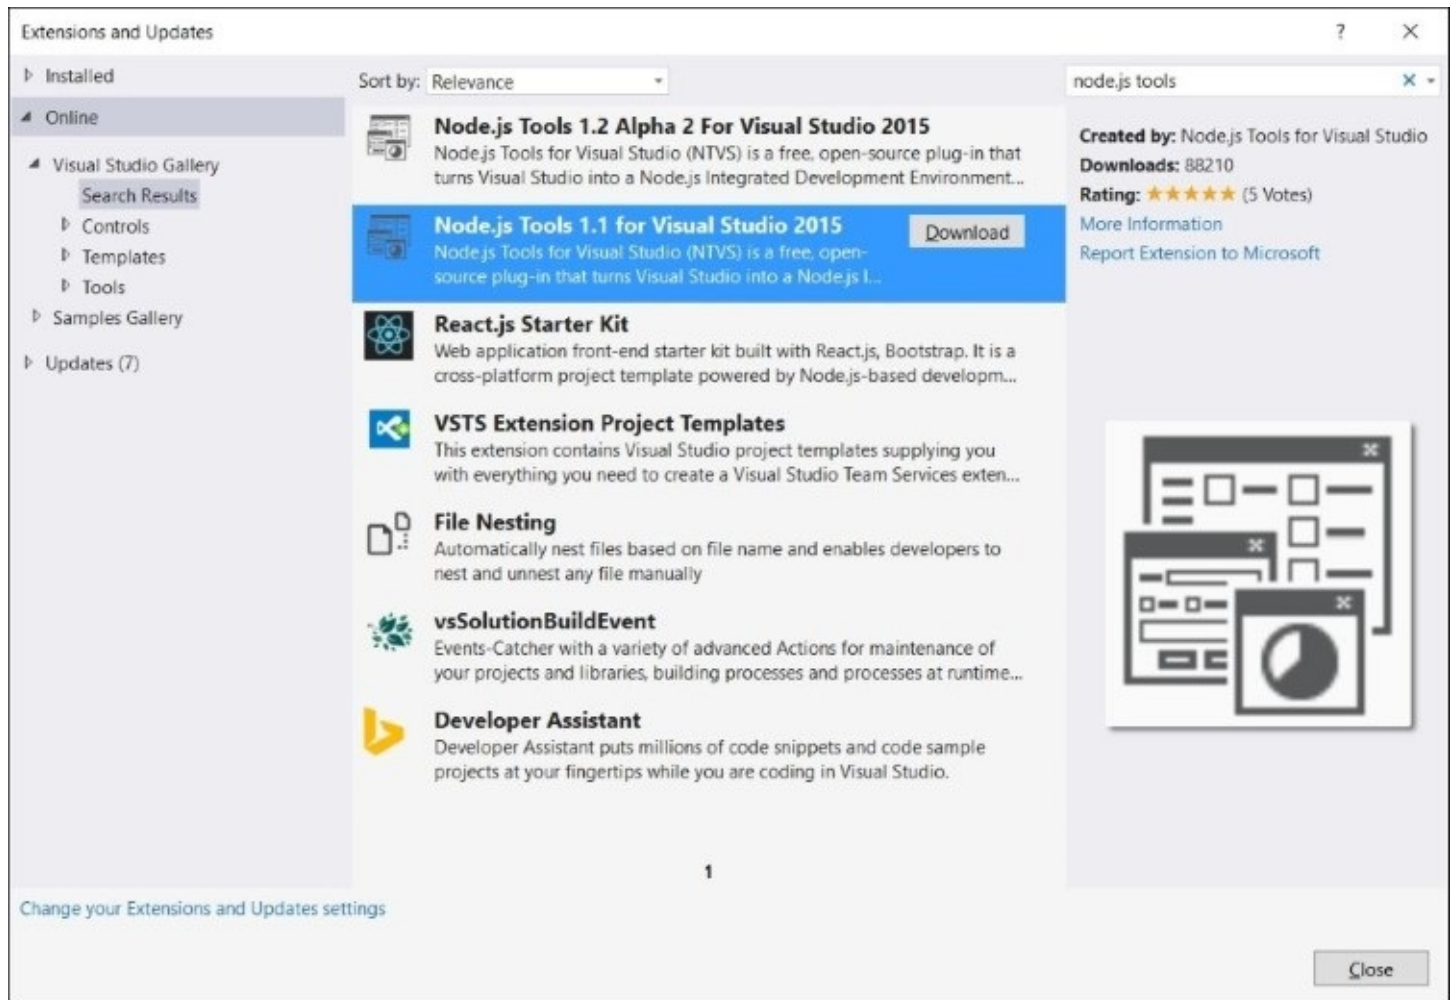 Extensions and Updates
?
Installed
Online
Visual Studio Gallery
Search Results
Controls
Templates
Tools
Samples Gallery
Updates (7)
Sort by: Relevance
Node.js Tools 1.2 Alpha 2 For Visual Studio 2015
Node.js Tools for Visual Studio (NTVS) is a free, open-source plug-in that
turns Visual Studio into a Node.js Integrated Development Environment...
Node.js Tools 1.1 for Visual Studio 2015
Download
Node.js Tools for Visual Studio (NTVS) is a free, open-
source plug-in that turns Visual Studio into a Node.js I...
React.js Starter Kit
Web application front-end starter kit built with React.js, Bootstrap. It is a
cross-platform project template powered by Node.js-based developm...
VSTS Extension Project Templates
This extension contains Visual Studio project templates supplying you
with everything you need to create a Visual Studio Team Services exten...
File Nesting
Automatically nest files based on file name and enables developers to
nest and unnest any file manually
vsSolutionBuildEvent
Events-Catcher with a variety of advanced Actions for maintenance of
your projects and libraries, building processes and processes at runtime...
Developer Assistant
Developer Assistant puts millions of code snippets and code sample
projects at your fingertips while you are coding in Visual Studio.
1
node.js tools
Created by: Node.js Tools for Visual Studio
Downloads: 88210
Rating: ★★★★★ (5 Votes)
More Information
Report Extension to Microsoft
Change your Extensions and Updates settings
Close